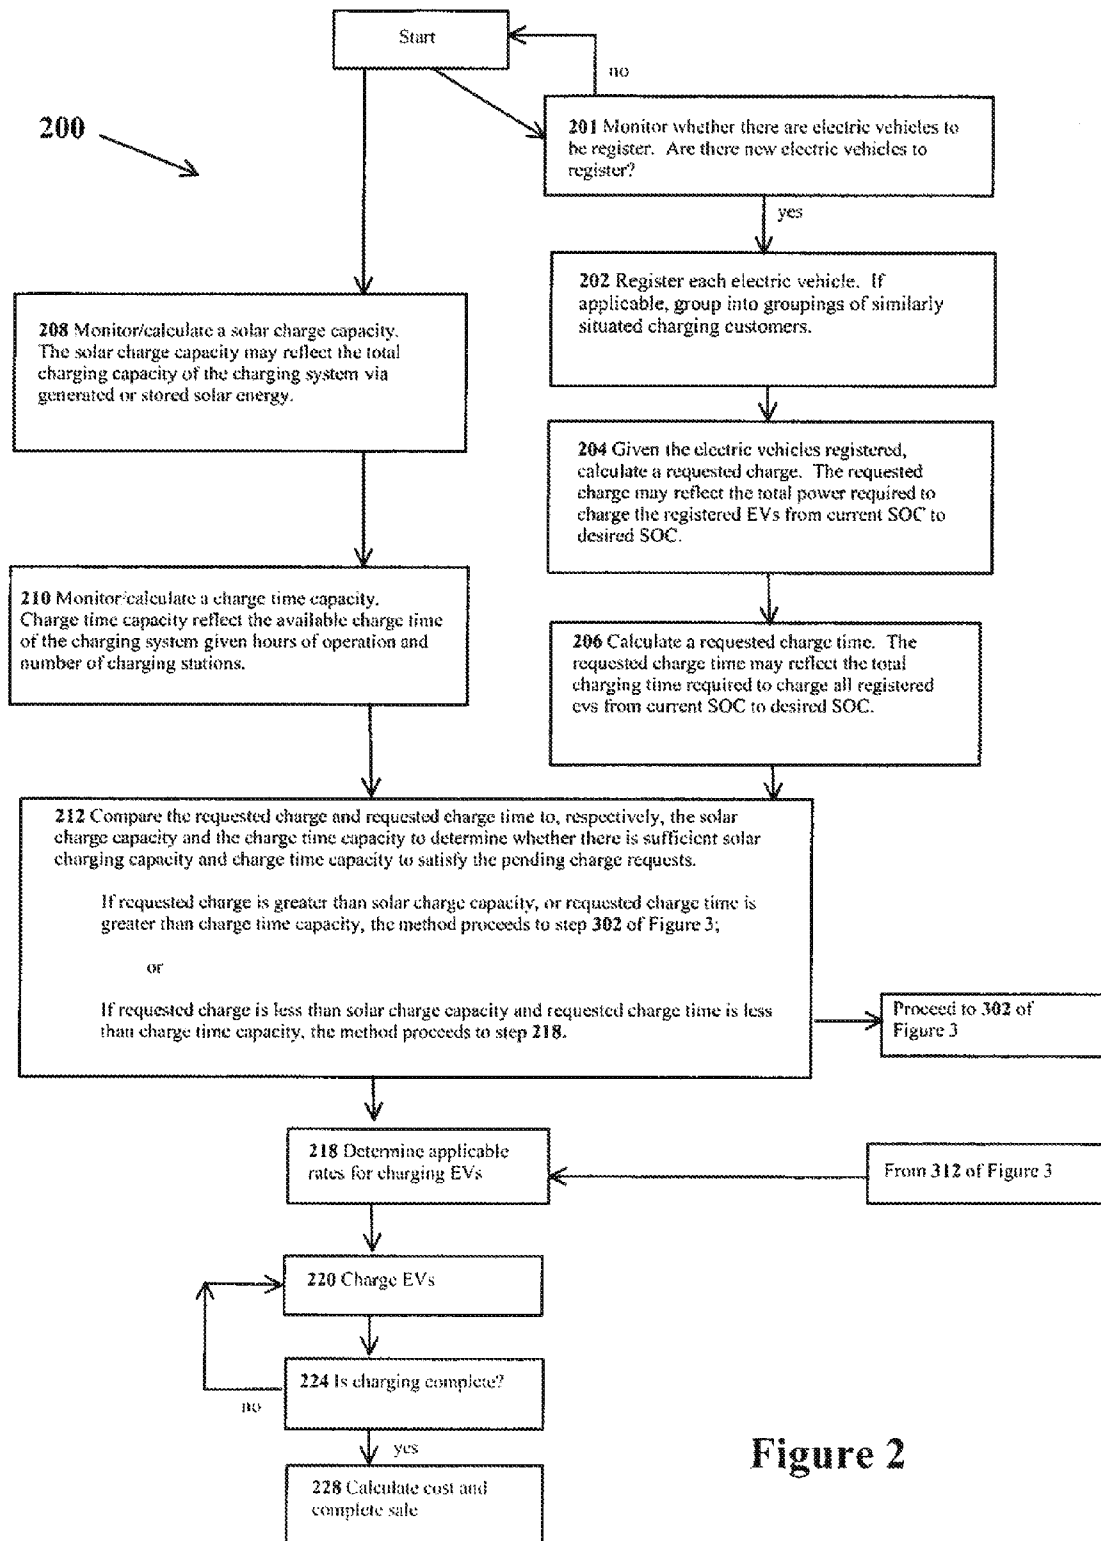 Start
no
200
201 Monitor whether there are electric vehicles to
be register. Are there new electric vehicles to
register?
yes
202 Register each electric vehicle. If
applicable, group into groupings of similarly
situated charging customers.
208 Monitor/calculate a solar charge capacity.
The solar charge capacity may reflect the total
charging capacity of the charging system via
generated or stored solar energy.
204 Given the electric vehicles registered,
calculate a requested charge. The requested
charge may reflect the total power required to
charge the registered EVs from current SOC to
desired SOC.
210 Monitor/calculate a charge time capacity.
Charge time capacity reflect the available charge time
of the charging system given hours of operation and
number of charging stations.
206 Calculate a requested charge time. The
requested charge time may reflect the total
charging time required to charge all registered
evs from current SOC to desired SOC.
212 Compare the requested charge and requested charge time to, respectively, the solar
charge capacity and the charge time capacity to determine whether there is sufficient solar
charging capacity and charge time capacity to satisfy the pending charge requests.
If requested charge is greater than solar charge capacity, or requested charge time is
greater than charge time capacity, the method proceeds to step 302 of Figure 3;
or
If requested charge is less than solar charge capacity and requested charge time is less
than charge time capacity, the method proceeds to step 218.
Proceed to 302 of
Figure 3
218 Determine applicable
rates for charging EVs
From 312 of Figure 3
220 Charge EVs
224 Is charging complete?
no
yes
228 Calculate cost and
complete sale
Figure 2